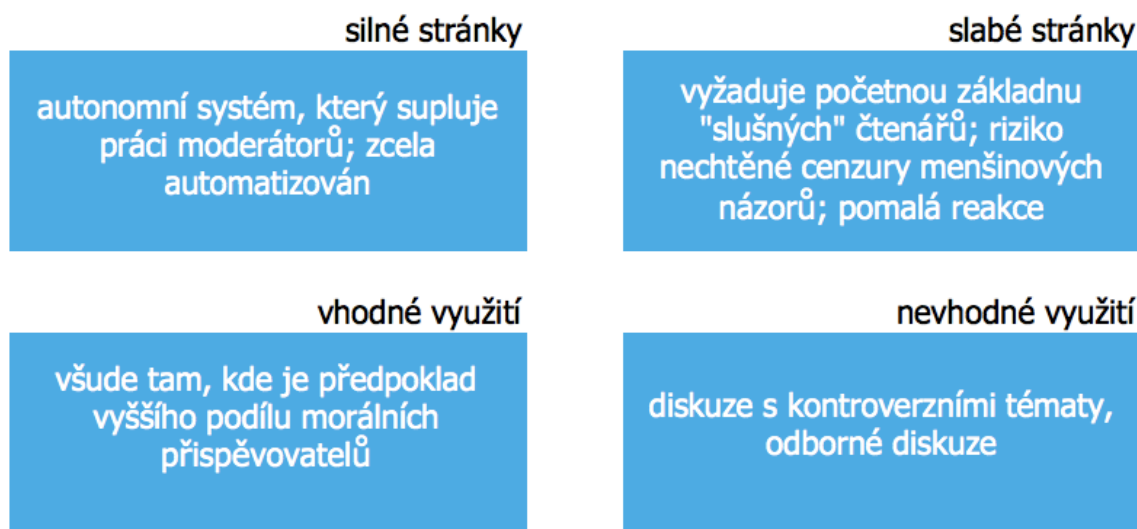 silné stránky
autonomní systém, který supluje
práci moderátorů; zcela
automatizován
slabé stránky
vyžaduje početnou základnu
"slušných" čtenářů; riziko
nechtěné cenzury menšinových
názorů; pomalá reakce
vhodné využití
všude tam, kde je předpoklad
vyššího podílu morálních
přispěvovatelů
nevhodné využití
diskuze s kontroverzními tématy,
odborné diskuze